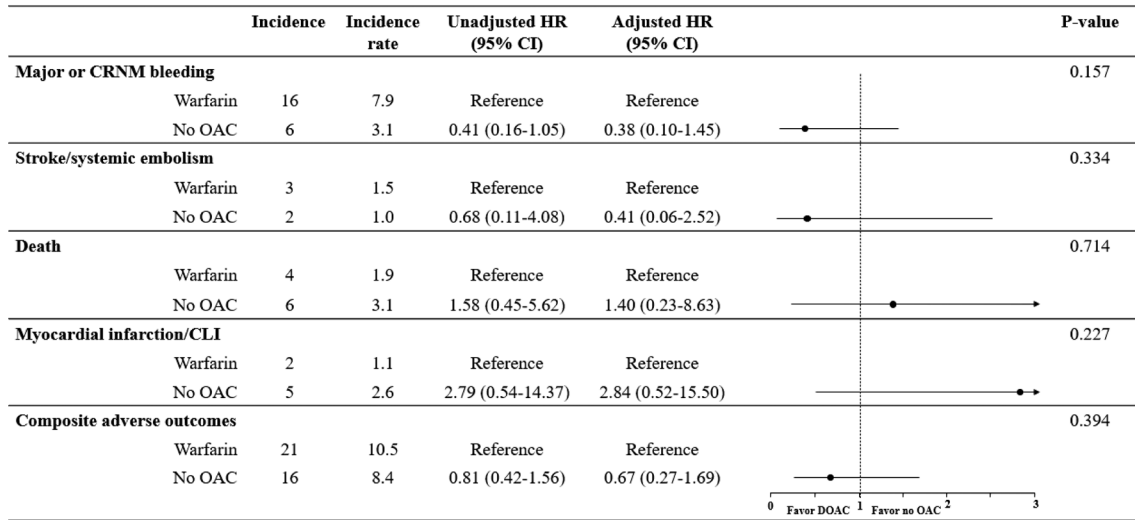 Incidence Incidence rate Unadjusted HR (95% CI) Adjusted HR (95% CI) P-value
Major or CRNM bleeding 0.157
Warfarin 16 7.9 Reference Reference
No OAC 6 3.1 0.41 (0.16-1.05) 0.38 (0.10-1.45)
Stroke/systemic embolism 0.334
Warfarin 3 1.5 Reference Reference
No OAC 2 1.0 0.68 (0.11-4.08) 0.41 (0.06-2.52)
Death 0.714
Warfarin 4 1.9 Reference Reference
No OAC 6 3.1 1.58 (0.45-5.62) 1.40 (0.23-8.63)
Myocardial infarction/CLI 0.227
Warfarin 2 1.1 Reference Reference
No OAC 5 2.6 2.79 (0.54-14.37) 2.84 (0.52-15.50)
Composite adverse outcomes 0.394
Warfarin 21 10.5 Reference Reference
No OAC 16 8.4 0.81 (0.42-1.56) 0.67 (0.27-1.69)
0 Favor DOAC 1 Favor no OAC 2 3